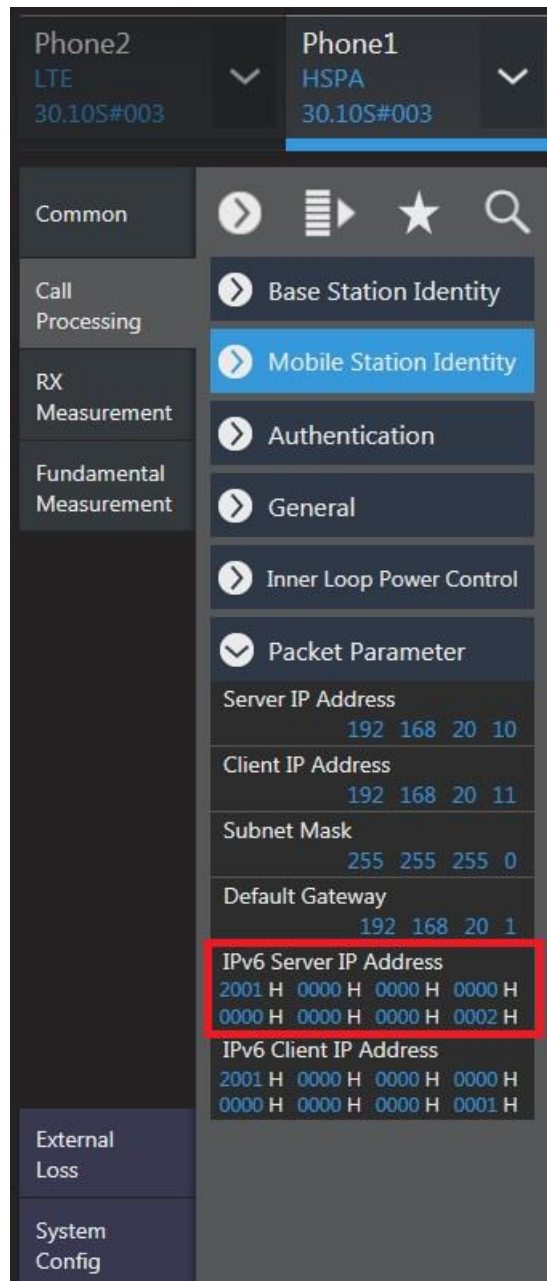 Phone2
LTE
30.10S#003
Phone1
HSPA
30.10S#003
Common
Call
Processing
RX
Measurement
Fundamental
Measurement
External
Loss
System
Config
Base Station Identity
Mobile Station Identity
Authentication
General
Inner Loop Power Control
Packet Parameter
Server IP Address
192 168 20 10
Client IP Address
192 168 20 11
Subnet Mask
255 255 255 0
Default Gateway
192 168 20 1
IPv6 Server IP Address
2001 H 0000 H 0000 H 0000 H
0000 H 0000 H 0000 H 0002 H
IPv6 Client IP Address
2001 H 0000 H 0000 H 0000 H
0000 H 0000 H 0000 H 0001 H